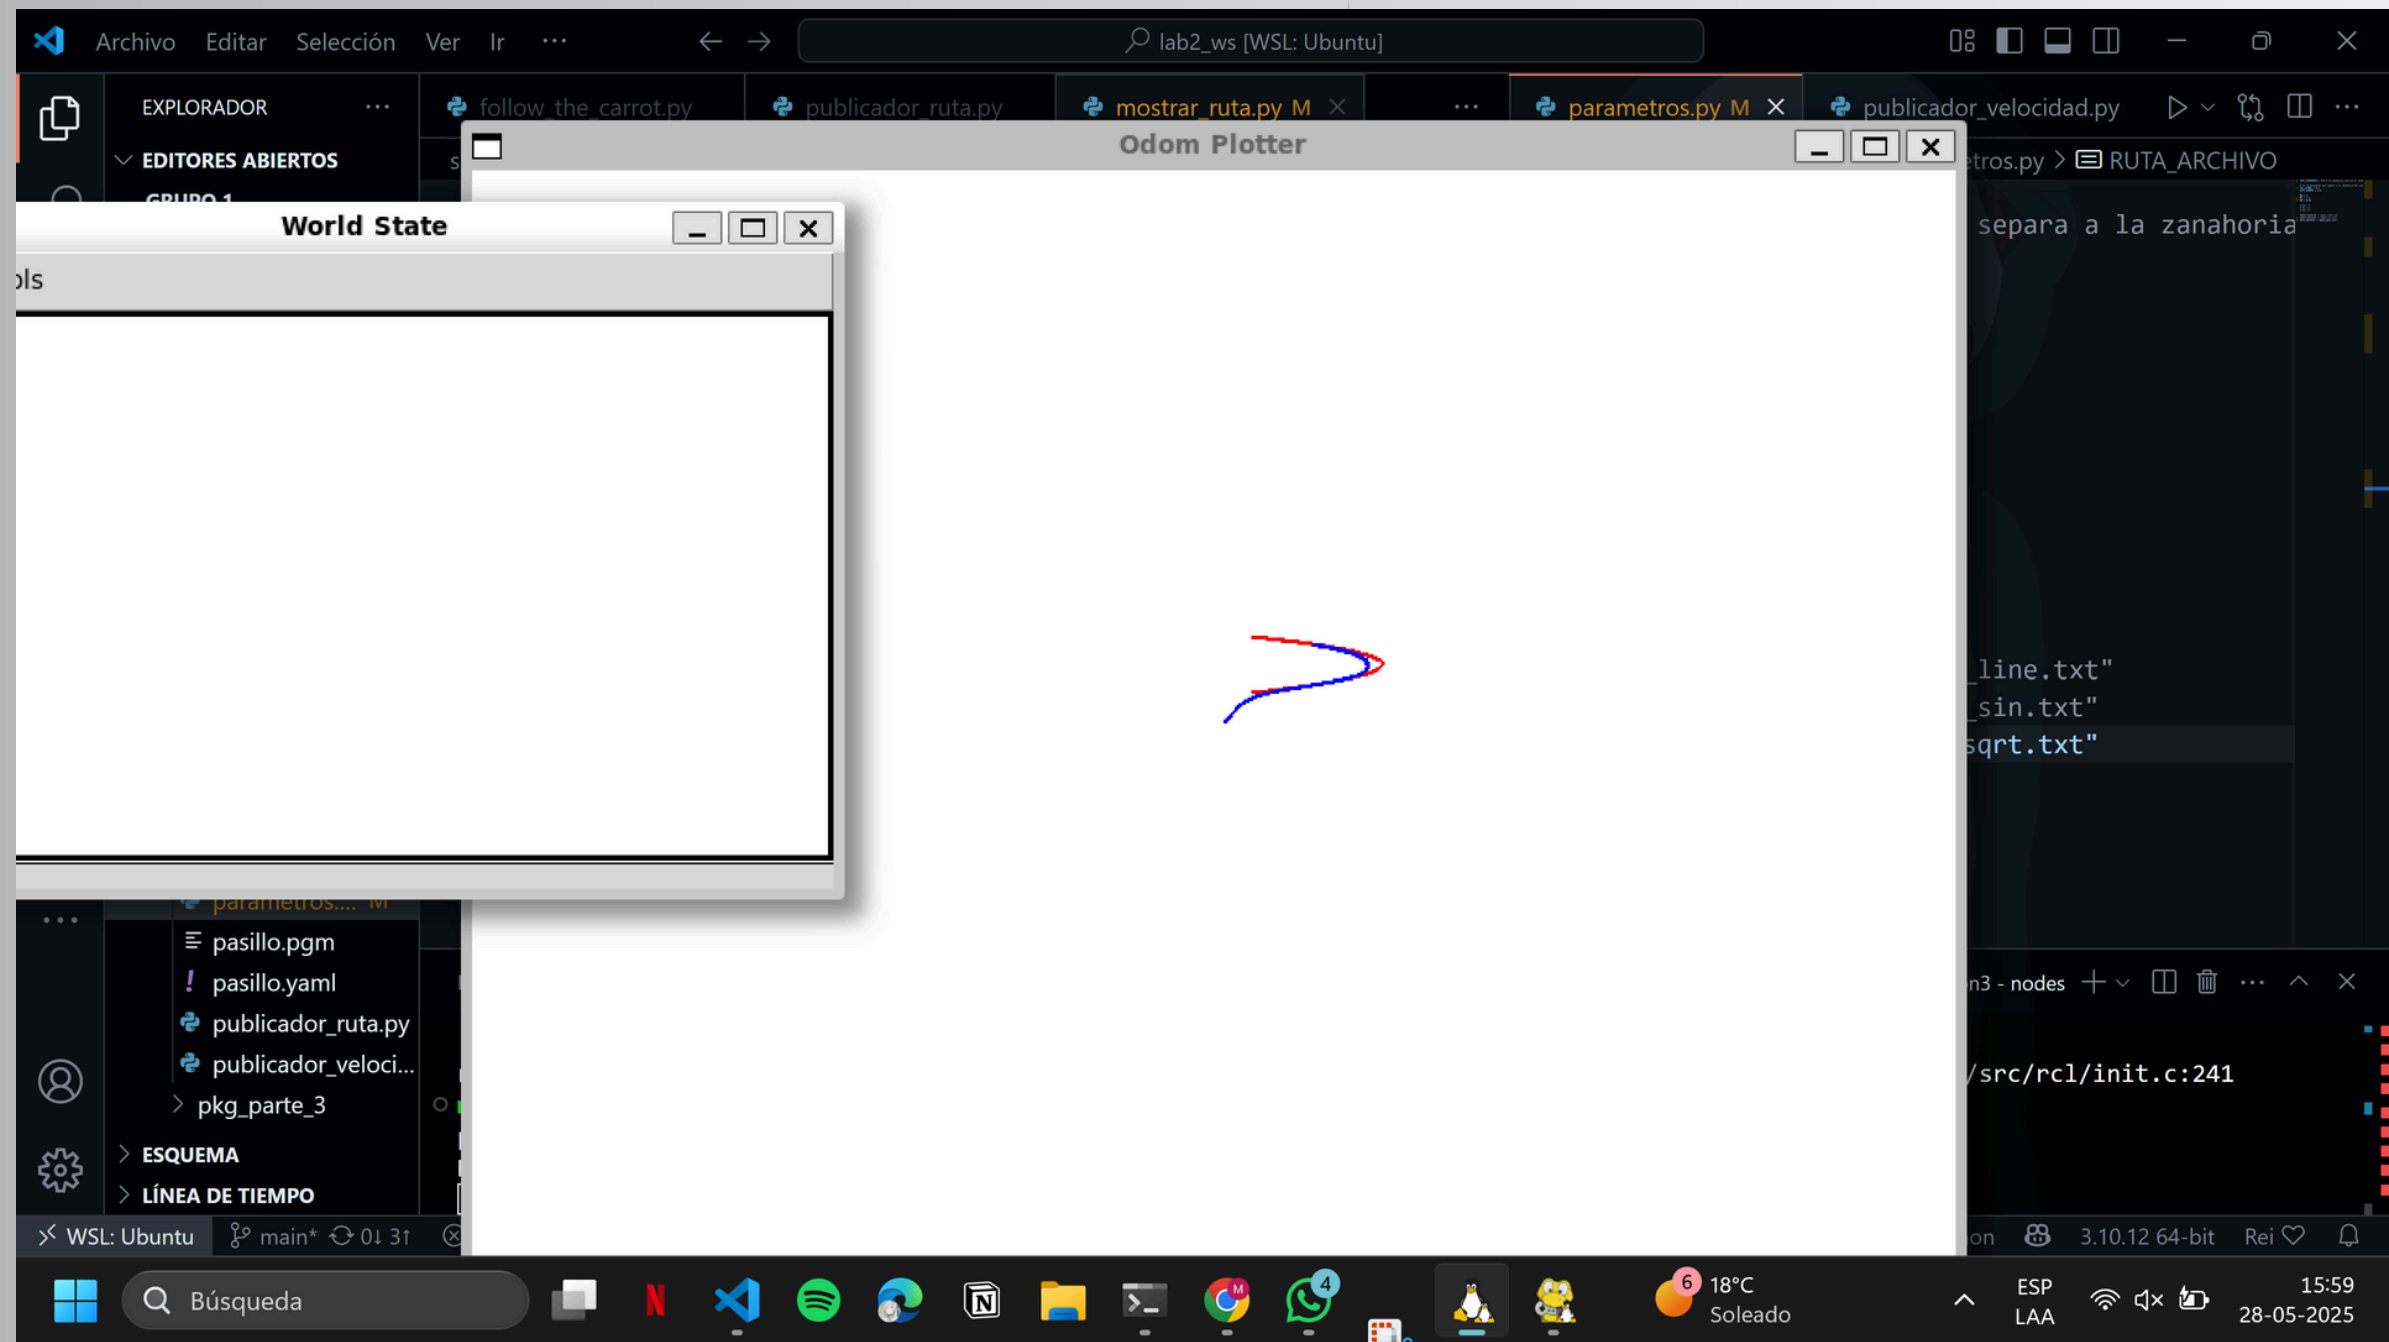 Archivo Editar Selección Ver Ir ···
lab2_ws [WSL: Ubuntu]
EXPLORADOR ···
follow_the_carrot.py
publicador_ruta.py
mostrar_ruta.py M
···
parametros.py M
publicador_velocidad.py
···
EDITORES ABIERTOS
Odom Plotter
etros.py > RUTA_ARCHIVO
GRUPO 1
World State
separa a la zanahoria
ols
_line.txt"
_sin.txt"
sqrt.txt"
parametros.... M
pasillo.pgm
! pasillo.yaml
n3 - nodes
publicador_ruta.py
publicador_veloci...
/src/rcl/init.c:241
pkg_parte_3
ESQUEMA
LÍNEA DE TIEMPO
WSL: Ubuntu main* 0↓ 3↑
on 3.10.12 64-bit Rei ♡
Búsqueda
N
N
M
4
6
18°C
Soleado
ESP
LAA
15:59
28-05-2025